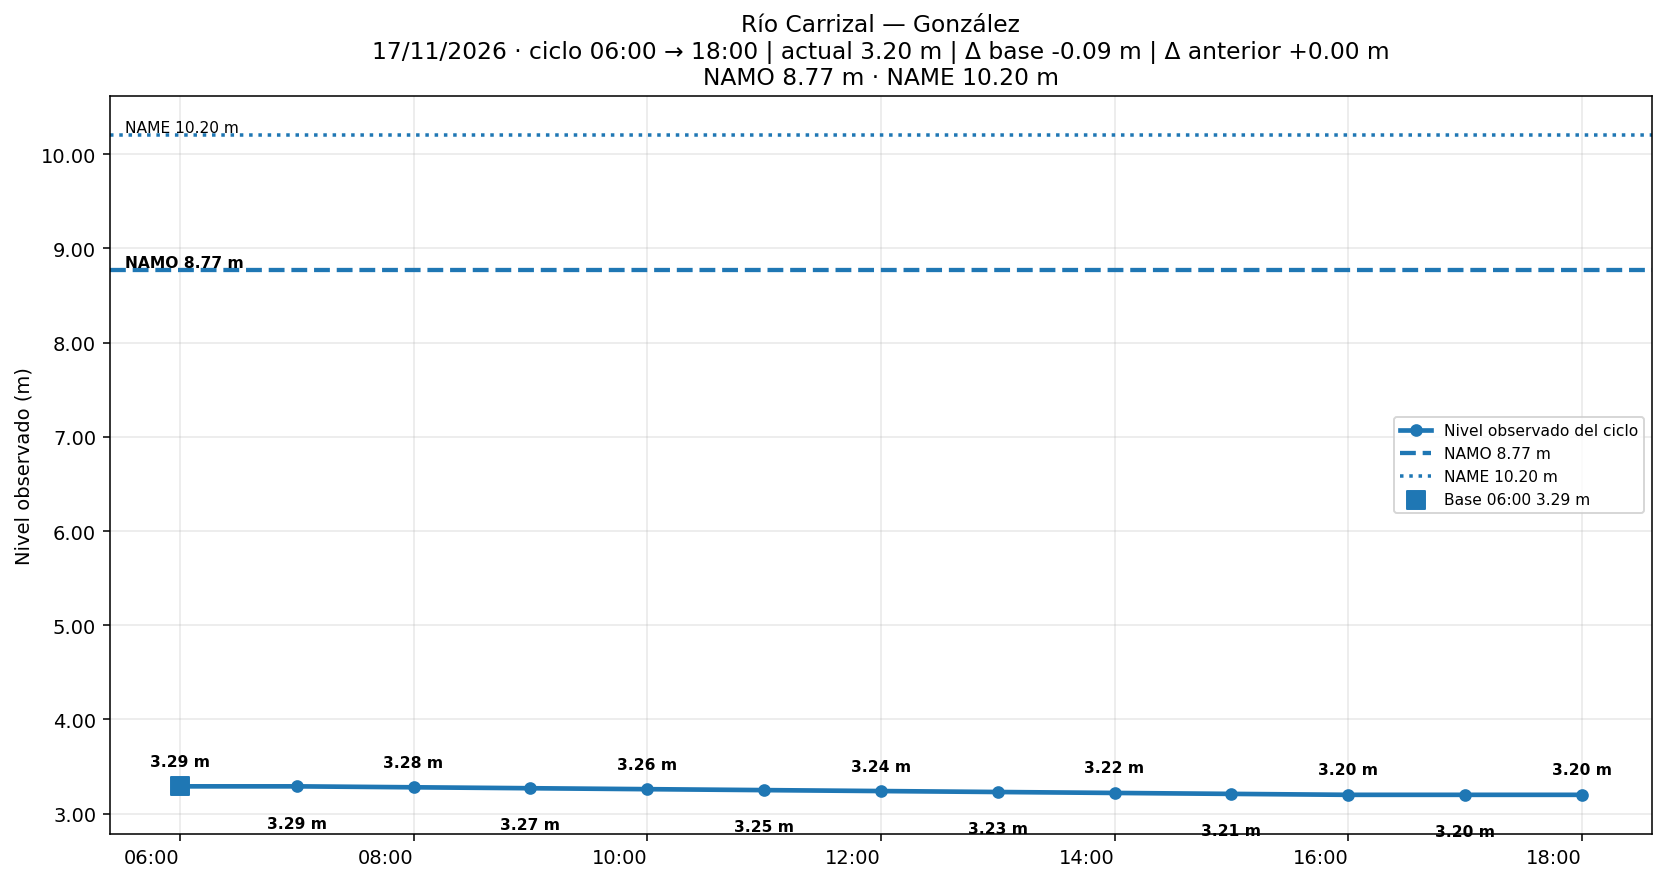 Río Carrizal — González
17/11/2026 · ciclo 06:00 → 18:00 | actual 3.20 m | Δ base -0.09 m | Δ anterior +0.00 m
NAMO 8.77 m · NAME 10.20 m
NAME 10.20 m
10.00
9.00
NAMO 8.77 m
8.00
7.00
6.00
5.00
4.00
3.00
Nivel observado (m)
Nivel observado del ciclo
NAMO 8.77 m
NAME 10.20 m
Base 06:00 3.29 m
3.29 m
3.29 m
3.28 m
3.27 m
3.26 m
3.25 m
3.24 m
3.23 m
3.22 m
3.21 m
3.20 m
3.20 m
3.20 m
06:00
08:00
10:00
12:00
14:00
16:00
18:00